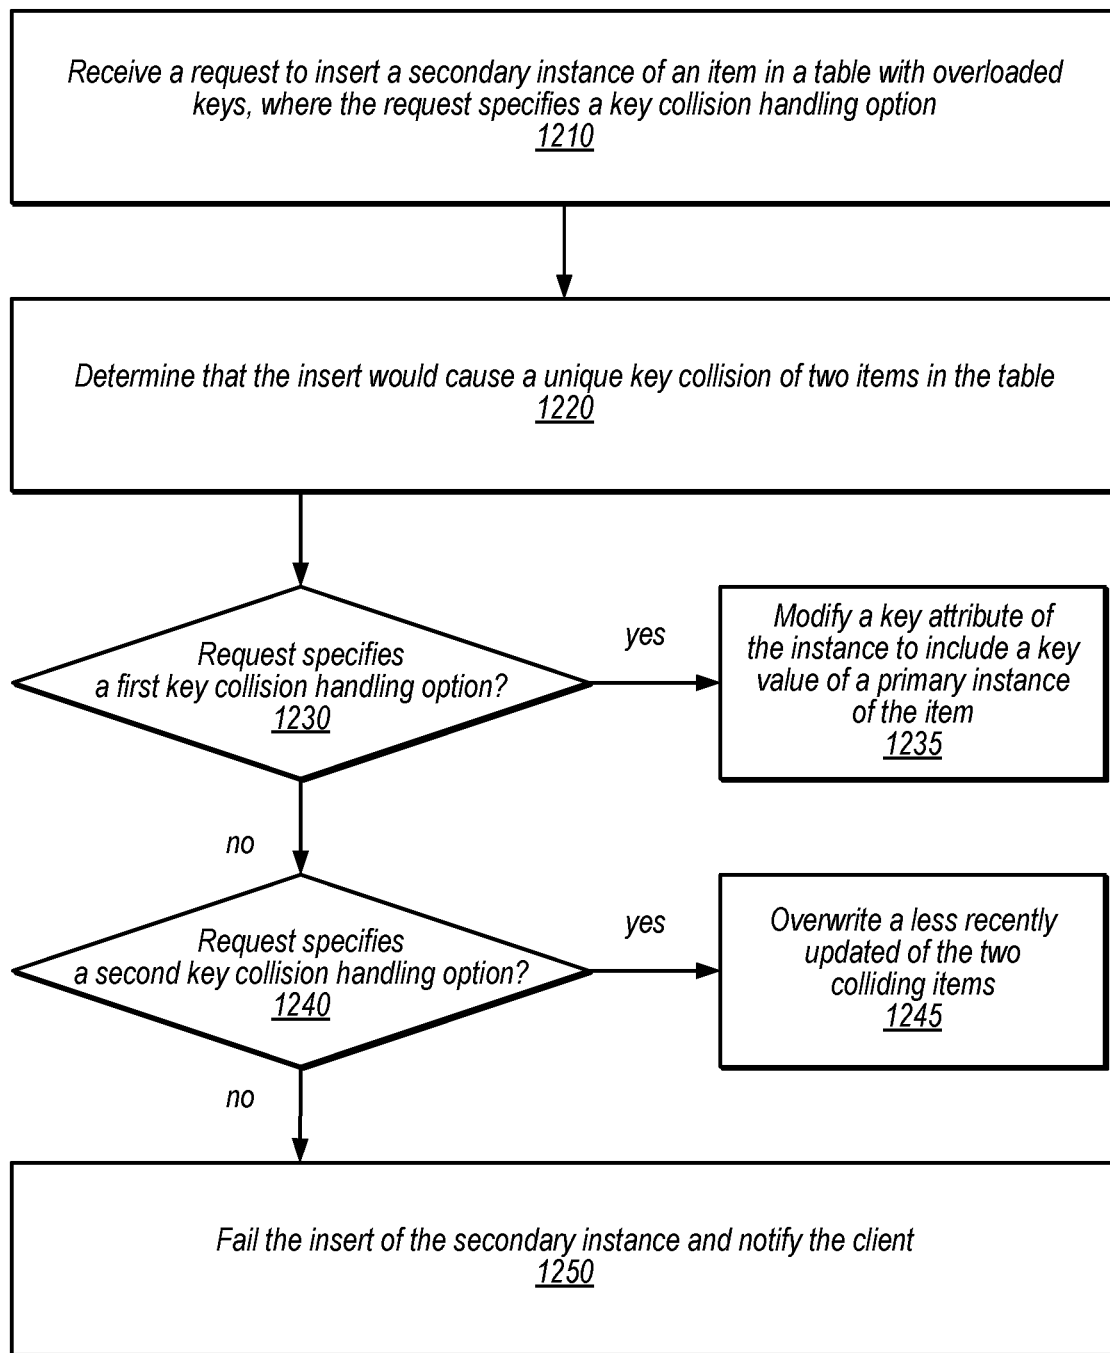 Receive a request to insert a secondary instance of an item in a table with overloaded
keys, where the request specifies a key collision handling option
1210
Determine that the insert would cause a unique key collision of two items in the table
1220
Request specifies
a first key collision handling option?
1230
yes
Modify a key attribute of
the instance to include a key
value of a primary instance
of the item
1235
no
Request specifies
a second key collision handling option?
1240
yes
Overwrite a less recently
updated of the two
colliding items
1245
no
Fail the insert of the secondary instance and notify the client
1250